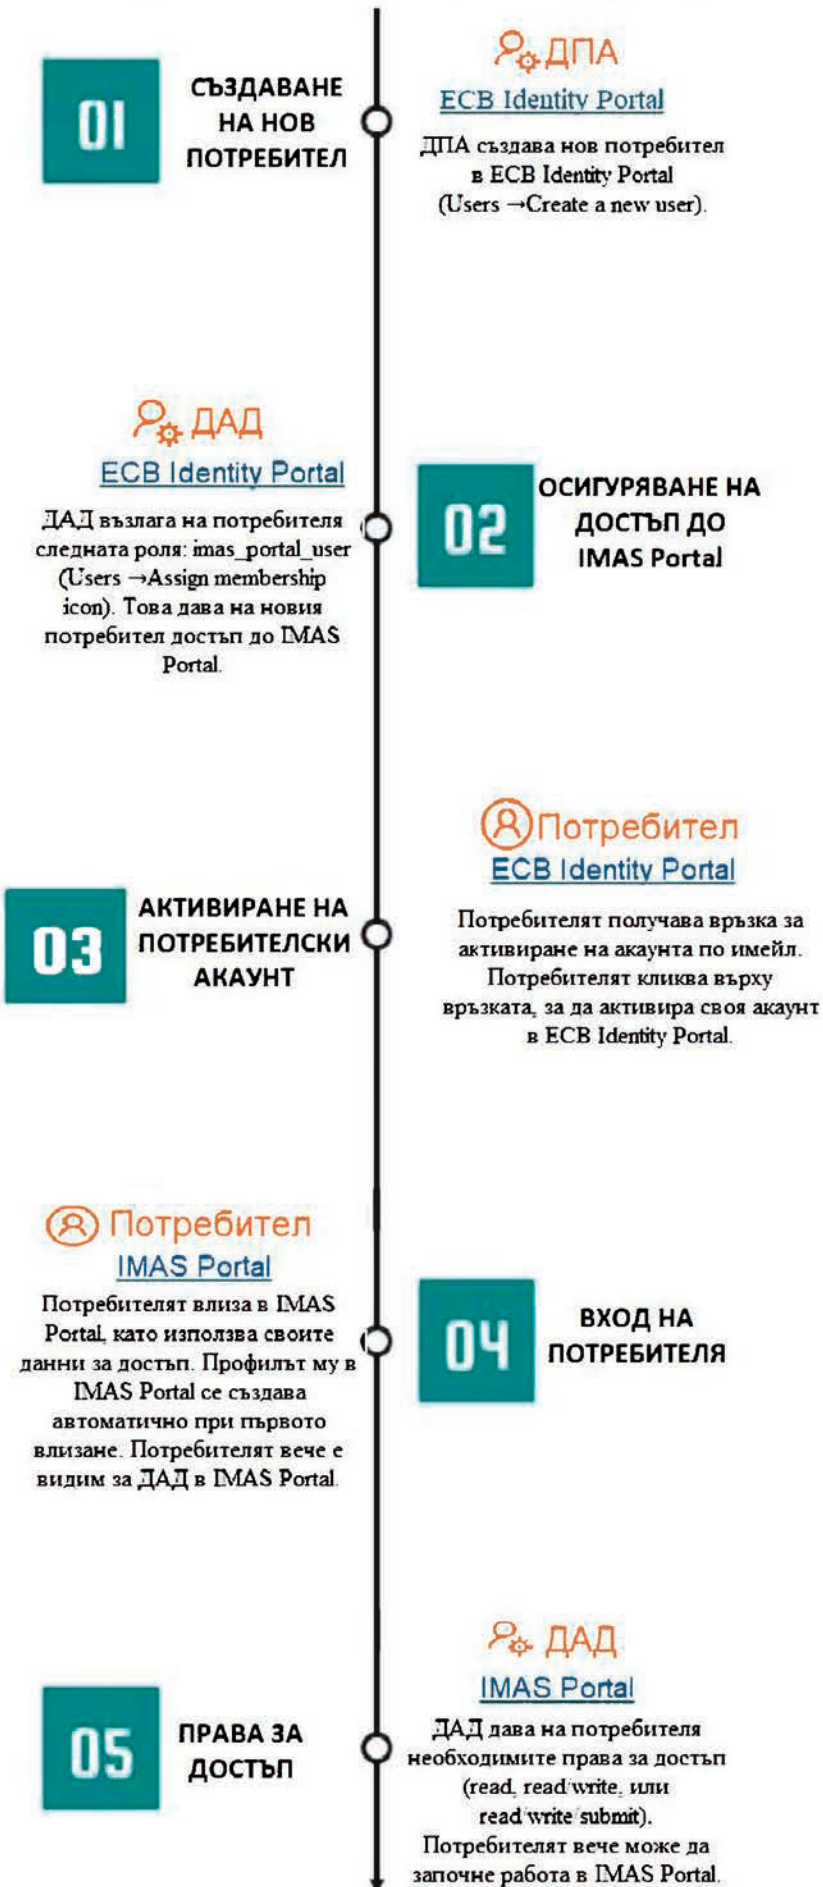 01
СЪЗДАВАНЕ
НА НОВ
ПОТРЕБИТЕЛ
ДПА
ECB Identity Portal
ДПА създава нов потребител
в ECB Identity Portal
(Users →Create a new user).
ДАД
ECB Identity Portal
ДАД възлага на потребителя
следната роля: imas_portal_user
(Users →Assign membership
icon). Това дава на новия
потребител достъп до IMAS
Portal.
02
ОСИГУРЯВАНЕ НА
ДОСТЪП ДО
IMAS Portal
03
АКТИВИРАНЕ НА
ПОТРЕБИТЕЛСКИ
АКАУНТ
Потребител
ECB Identity Portal
Потребителят получава връзка за
активиране на акаунта по имейл.
Потребителят кликва върху
връзката, за да активира своя акаунт
в ECB Identity Portal.
Потребител
IMAS Portal
Потребителят влиза в IMAS
Portal, като използва своите
данни за достъп. Профилът му в
IMAS Portal се създава
автоматично при първото
влизане. Потребителят вече е
видим за ДАД в IMAS Portal.
04
ВХОД НА
ПОТРЕБИТЕЛЯ
05
ПРАВА ЗА
ДОСТЪП
ДАД
IMAS Portal
ДАД дава на потребителя
необходимите права за достъп
(read, read/write, или
read/write/submit).
Потребителят вече може да
започне работа в IMAS Portal.